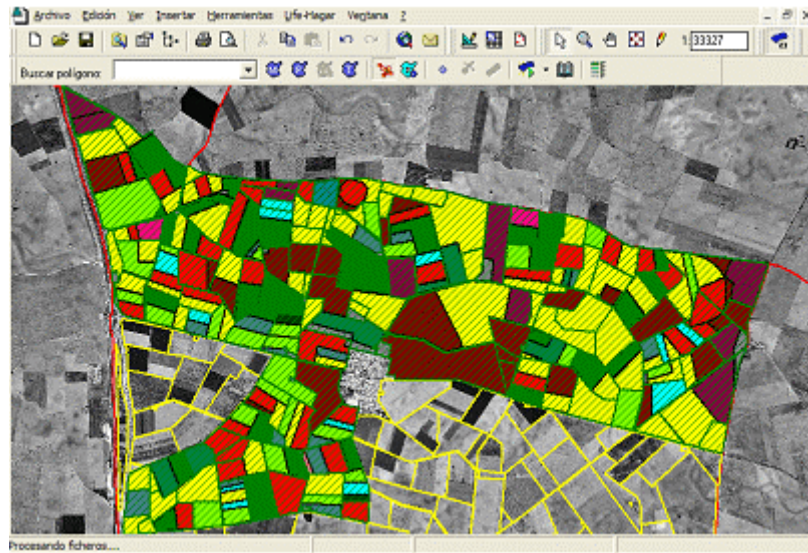 Archivo Edición Ver Insertar Herramientas Ufe-Hagar Ventana ?
1: 33327
Buscar polígono:
Procesando ficheros....